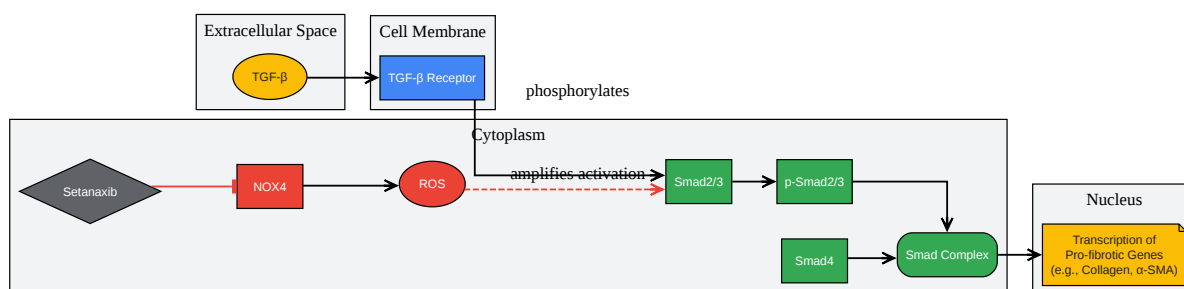 Extracellular Space
TGF-β
Cell Membrane
TGF-β Receptor
phosphorylates
Cytoplasm
Setanaxib
NOX4
ROS
amplifies activation
Smad2/3
p-Smad2/3
Smad4
Smad Complex
Nucleus
Transcription of
Pro-fibrotic Genes
(e.g., Collagen, α-SMA)